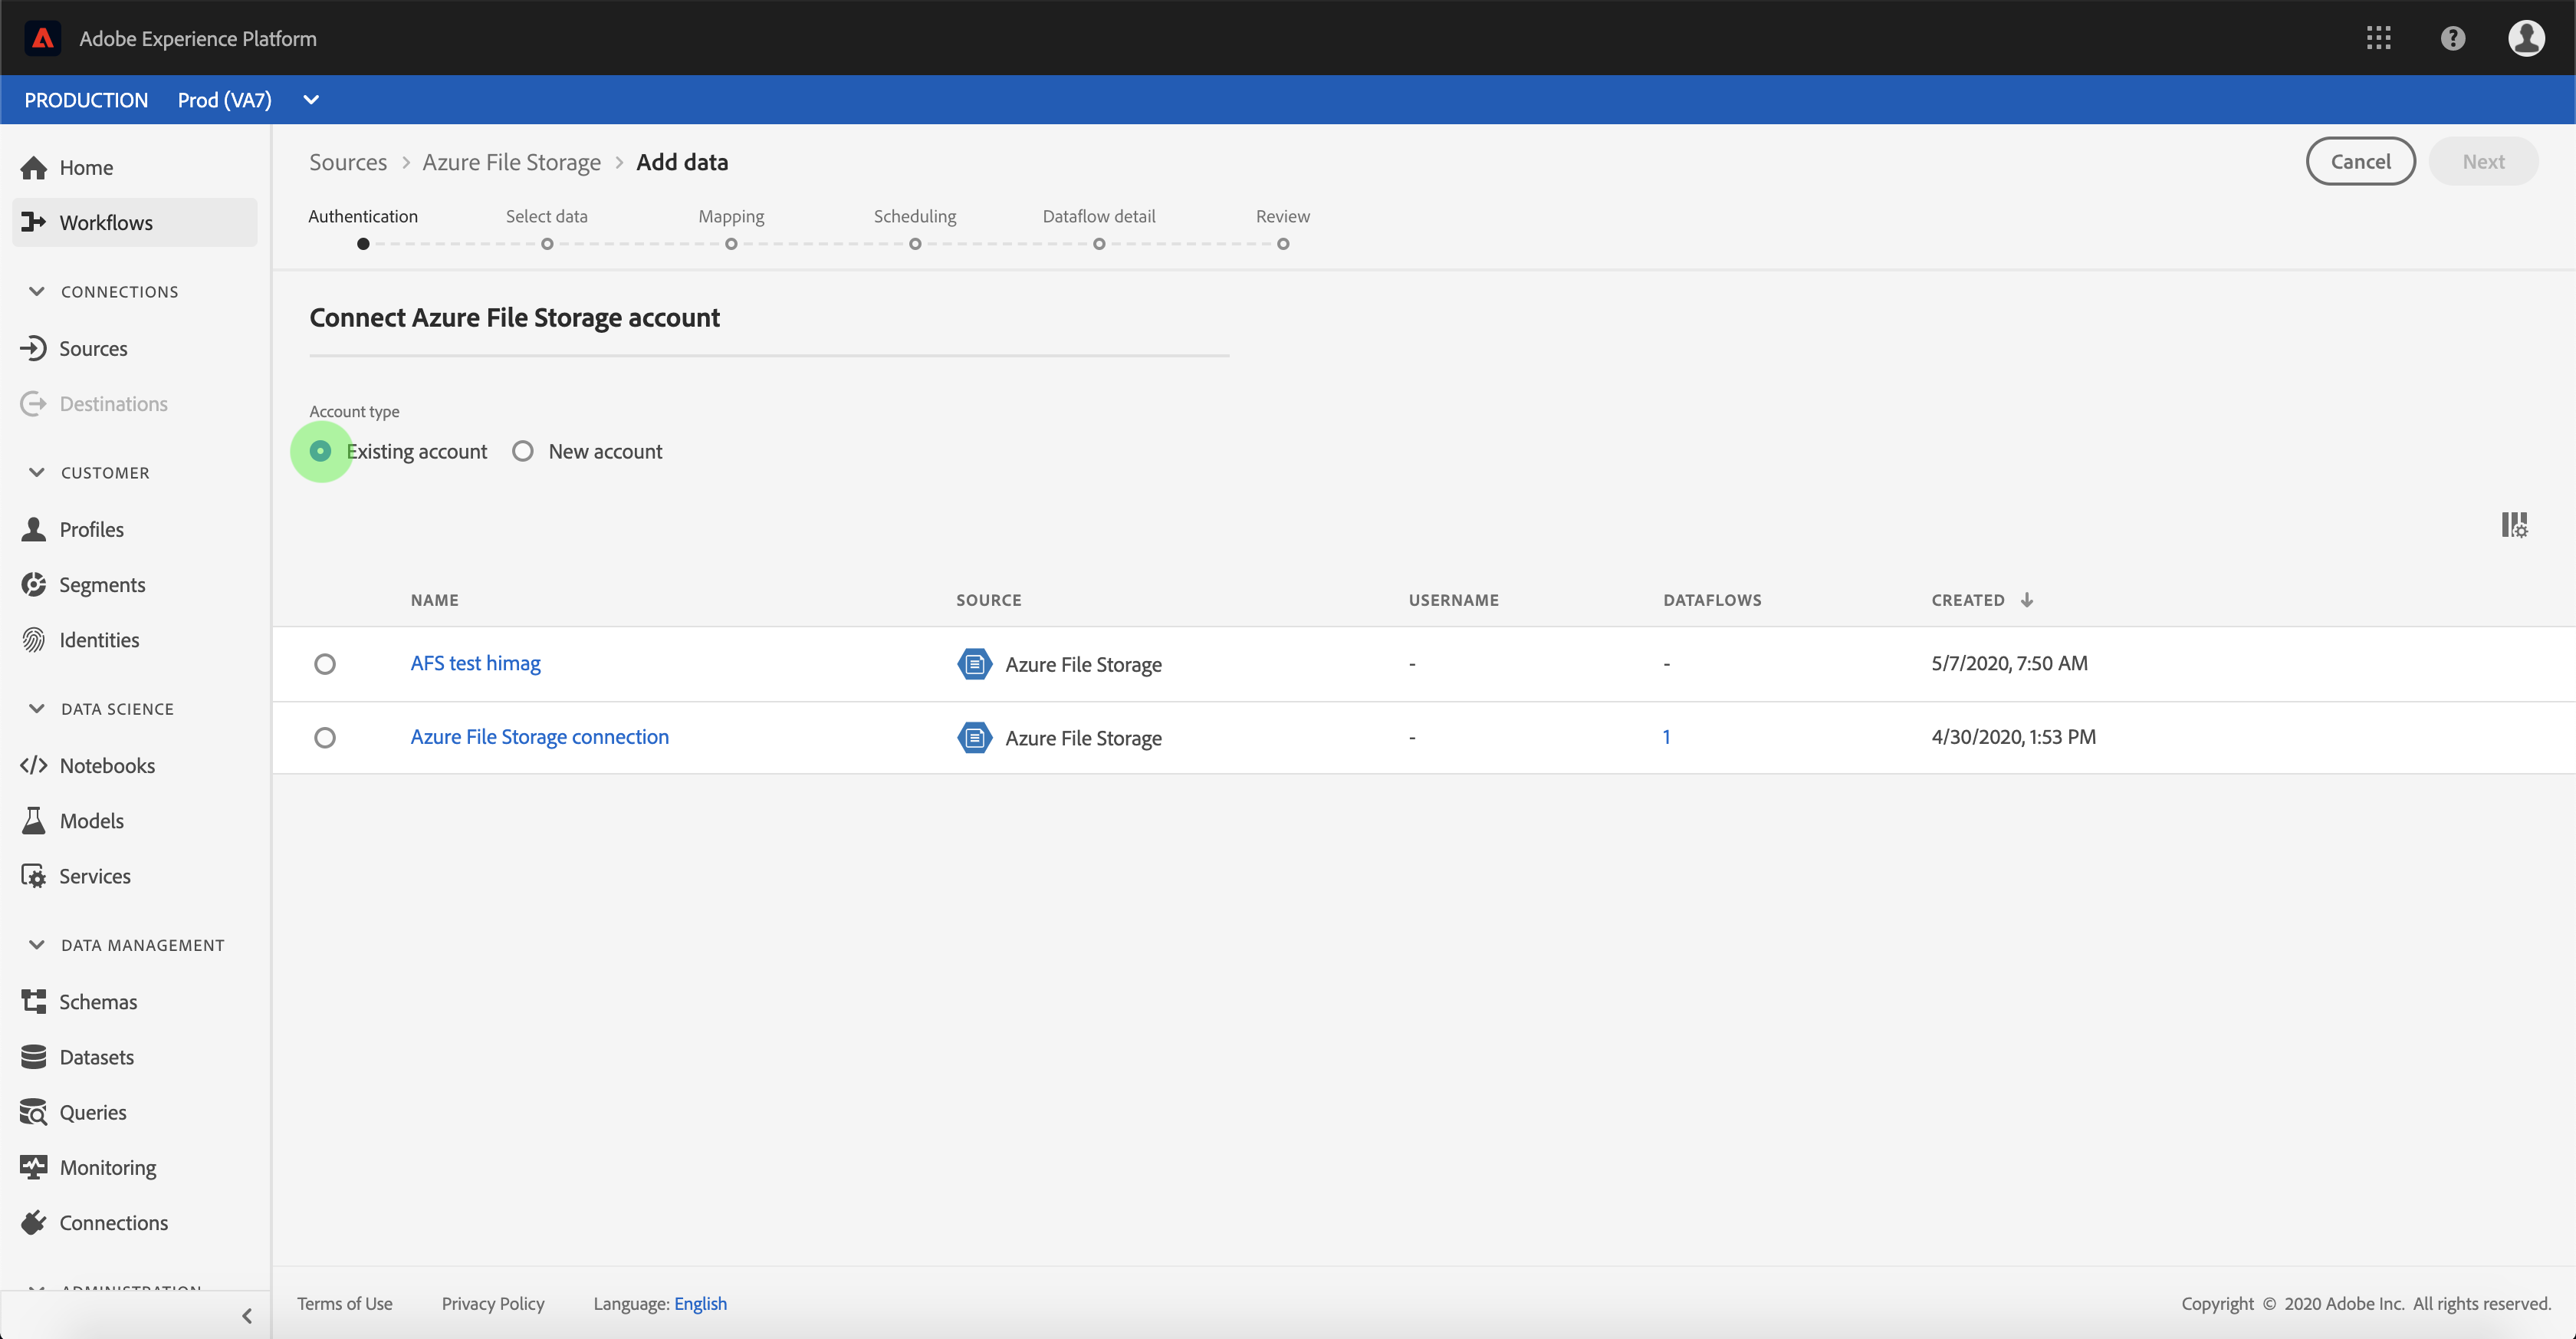 Adobe Experience Platform
PRODUCTION Prod (VA7)
Home
Workflows
CONNECTIONS
Sources
Destinations
CUSTOMER
Profiles
Segments
Identities
DATA SCIENCE
Notebooks
Models
Services
DATA MANAGEMENT
Schemas
Datasets
Queries
Monitoring
Connections
ADMINISTRATION
Sources > Azure File Storage > Add data
Cancel Next
Authentication Select data Mapping Scheduling Dataflow detail Review
Connect Azure File Storage account
Account type
Existing account New account
NAME SOURCE USERNAME DATAFLOWS CREATED
AFS test himag Azure File Storage - - 5/7/2020, 7:50 AM
Azure File Storage connection Azure File Storage - 1 4/30/2020, 1:53 PM
Terms of Use Privacy Policy Language: English Copyright © 2020 Adobe Inc. All rights reserved.